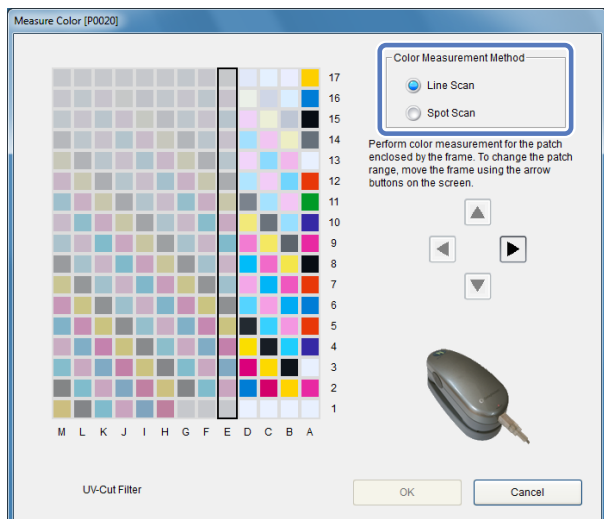 Measure Color [P0020]
Color Measurement Method
Line Scan
Spot Scan
Perform color measurement for the patch
enclosed by the frame. To change the patch
range, move the frame using the arrow
buttons on the screen.
17
16
15
14
13
12
11
10
9
8
7
6
5
4
3
2
1
M L K J I H G F E D C B A
UV-Cut Filter
OK
Cancel